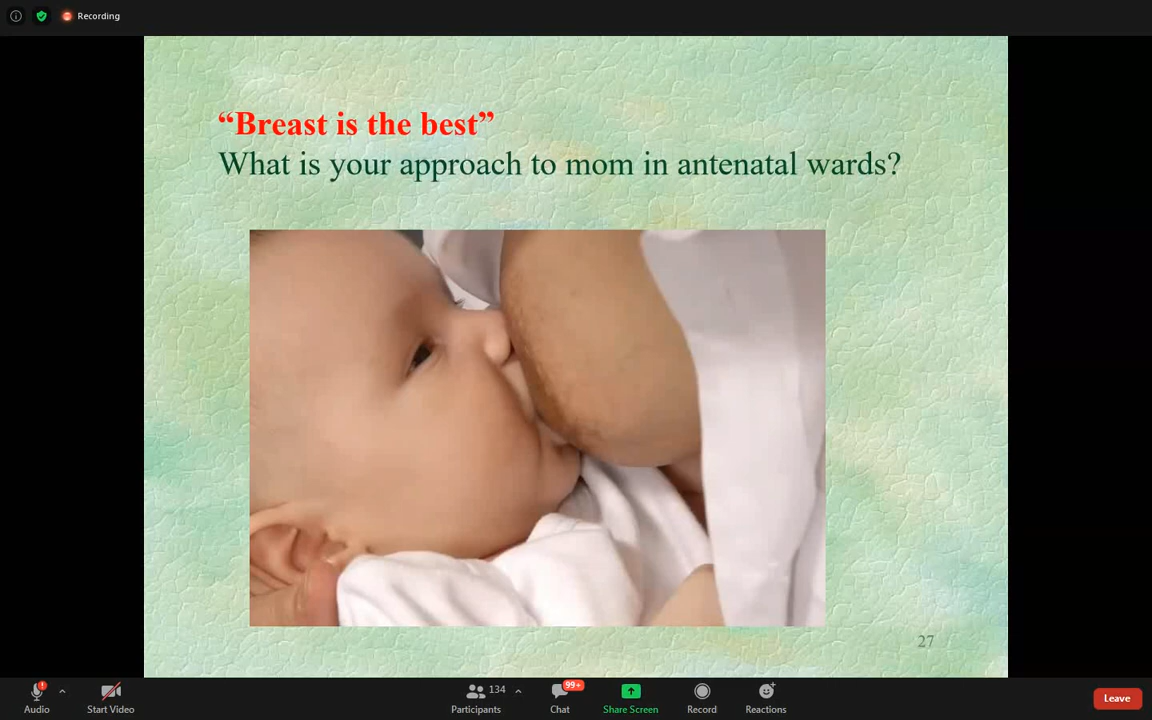 Recording
“Breast is the best”
What is your approach to mom in antenatal wards?
27
99+
134
Audio
Start Video
Participants
Chat
Share Screen
Record
Reactions
Leave